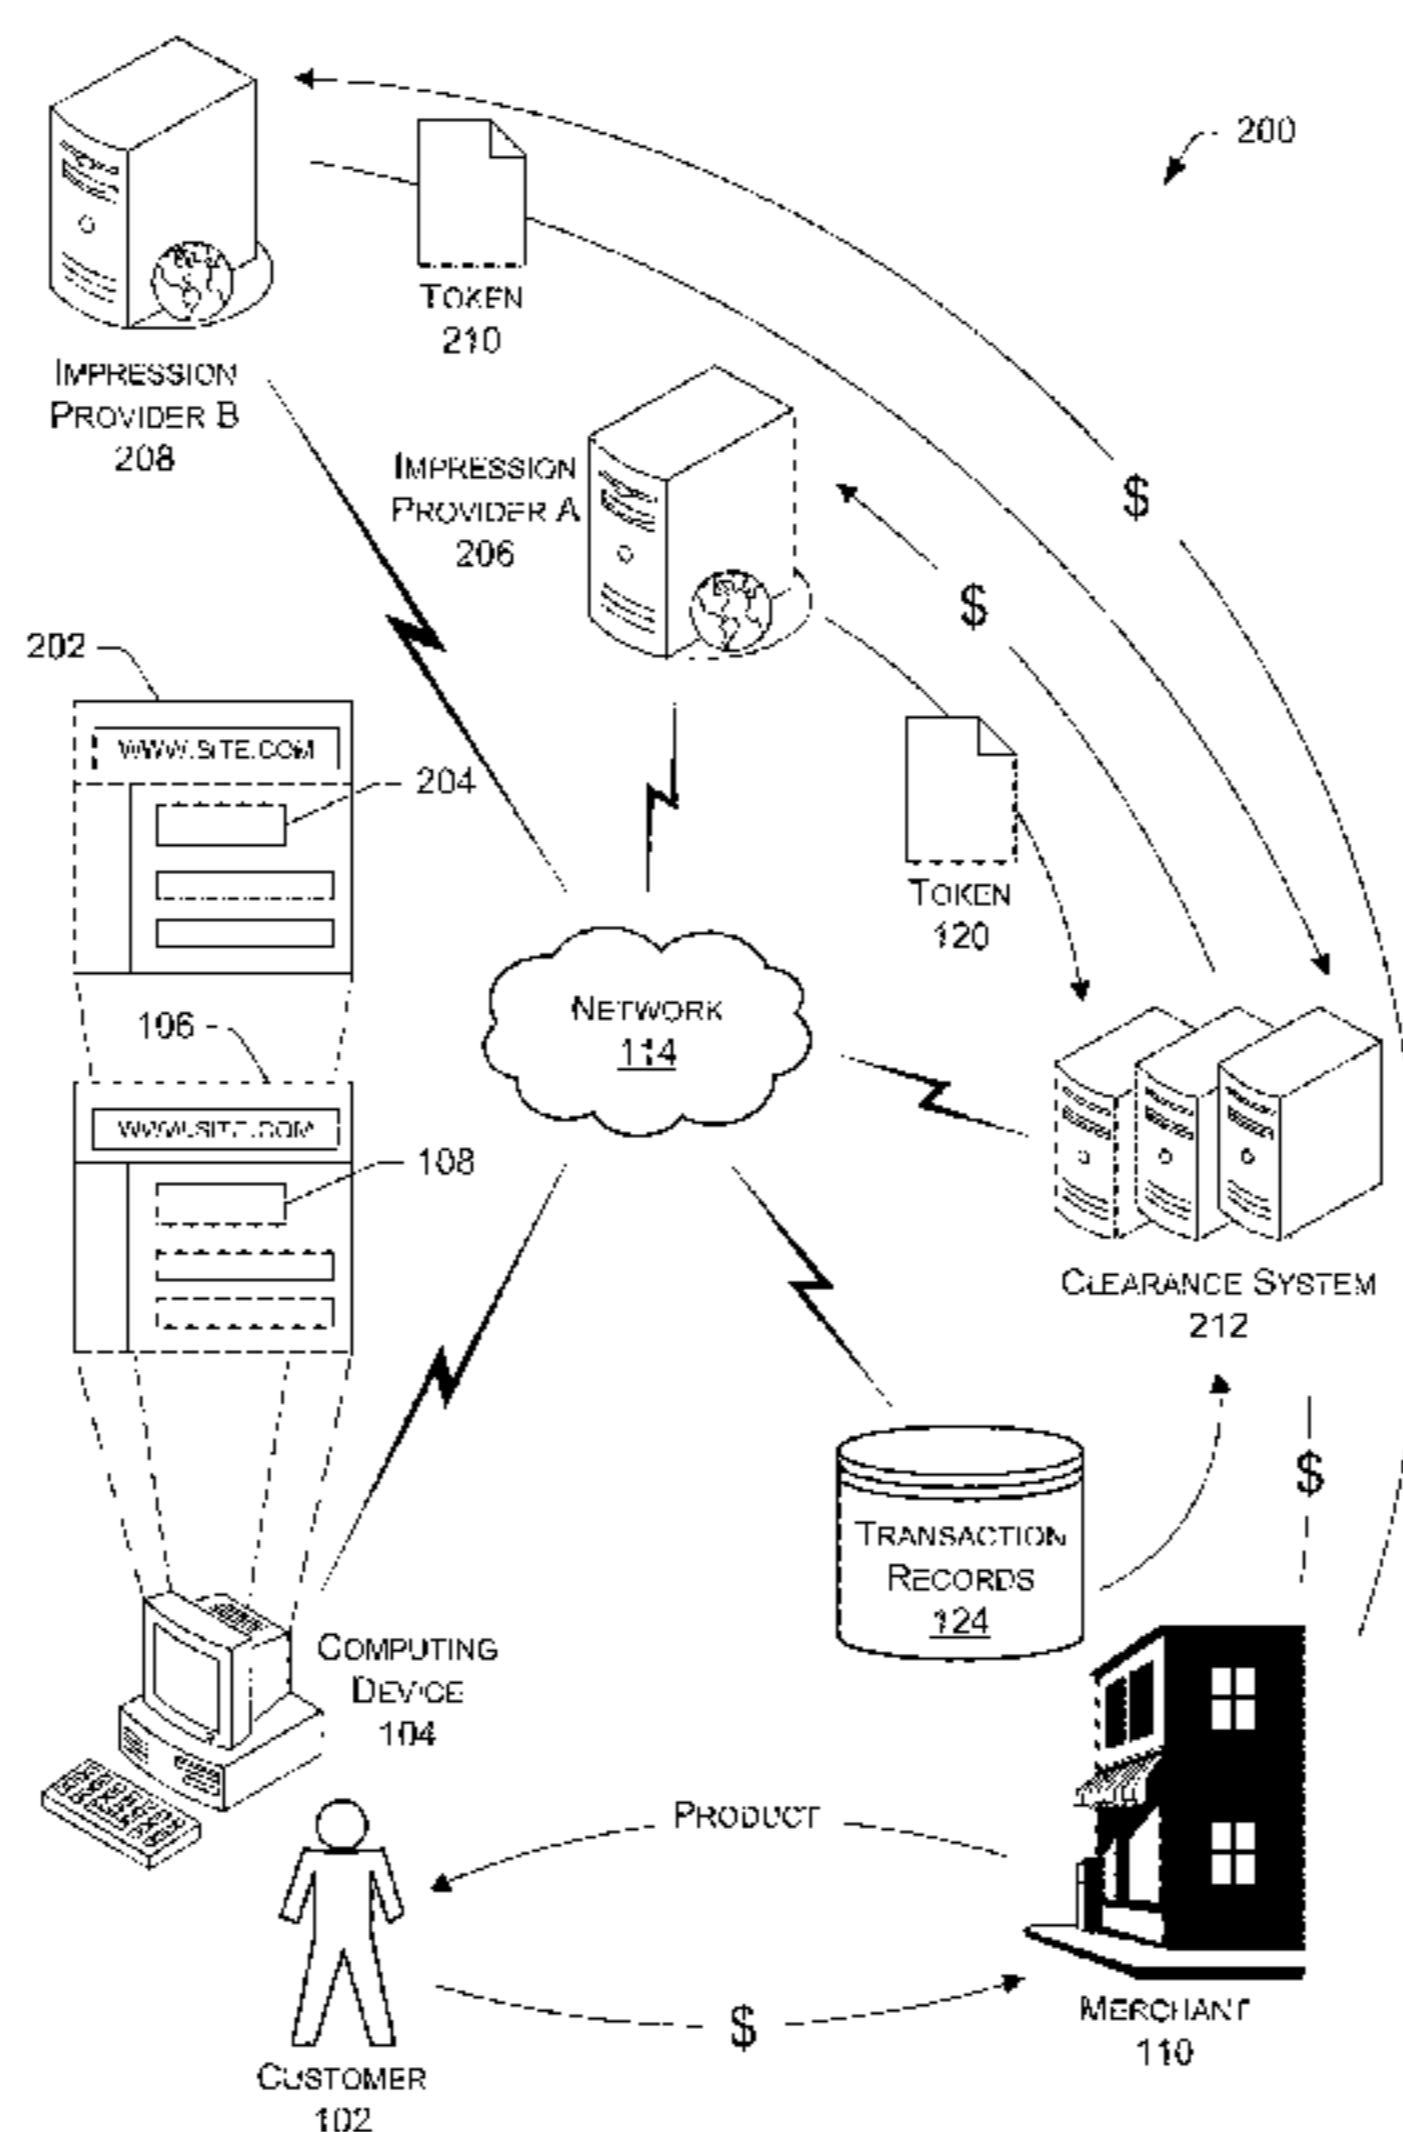 200
TOKEN
210
IMPRESSION
PROVIDER B
208
IMPRESSION
PROVIDER A
206
$
$
202
WWW.SITE.COM
204
TOKEN
120
NETWORK
114
106
WWW.SITE.COM
108
CLEARANCE SYSTEM
212
$
TRANSACTION
RECORDS
124
COMPUTING
DEVICE
104
PRODUCT
$
MERCHANT
110
CUSTOMER
102